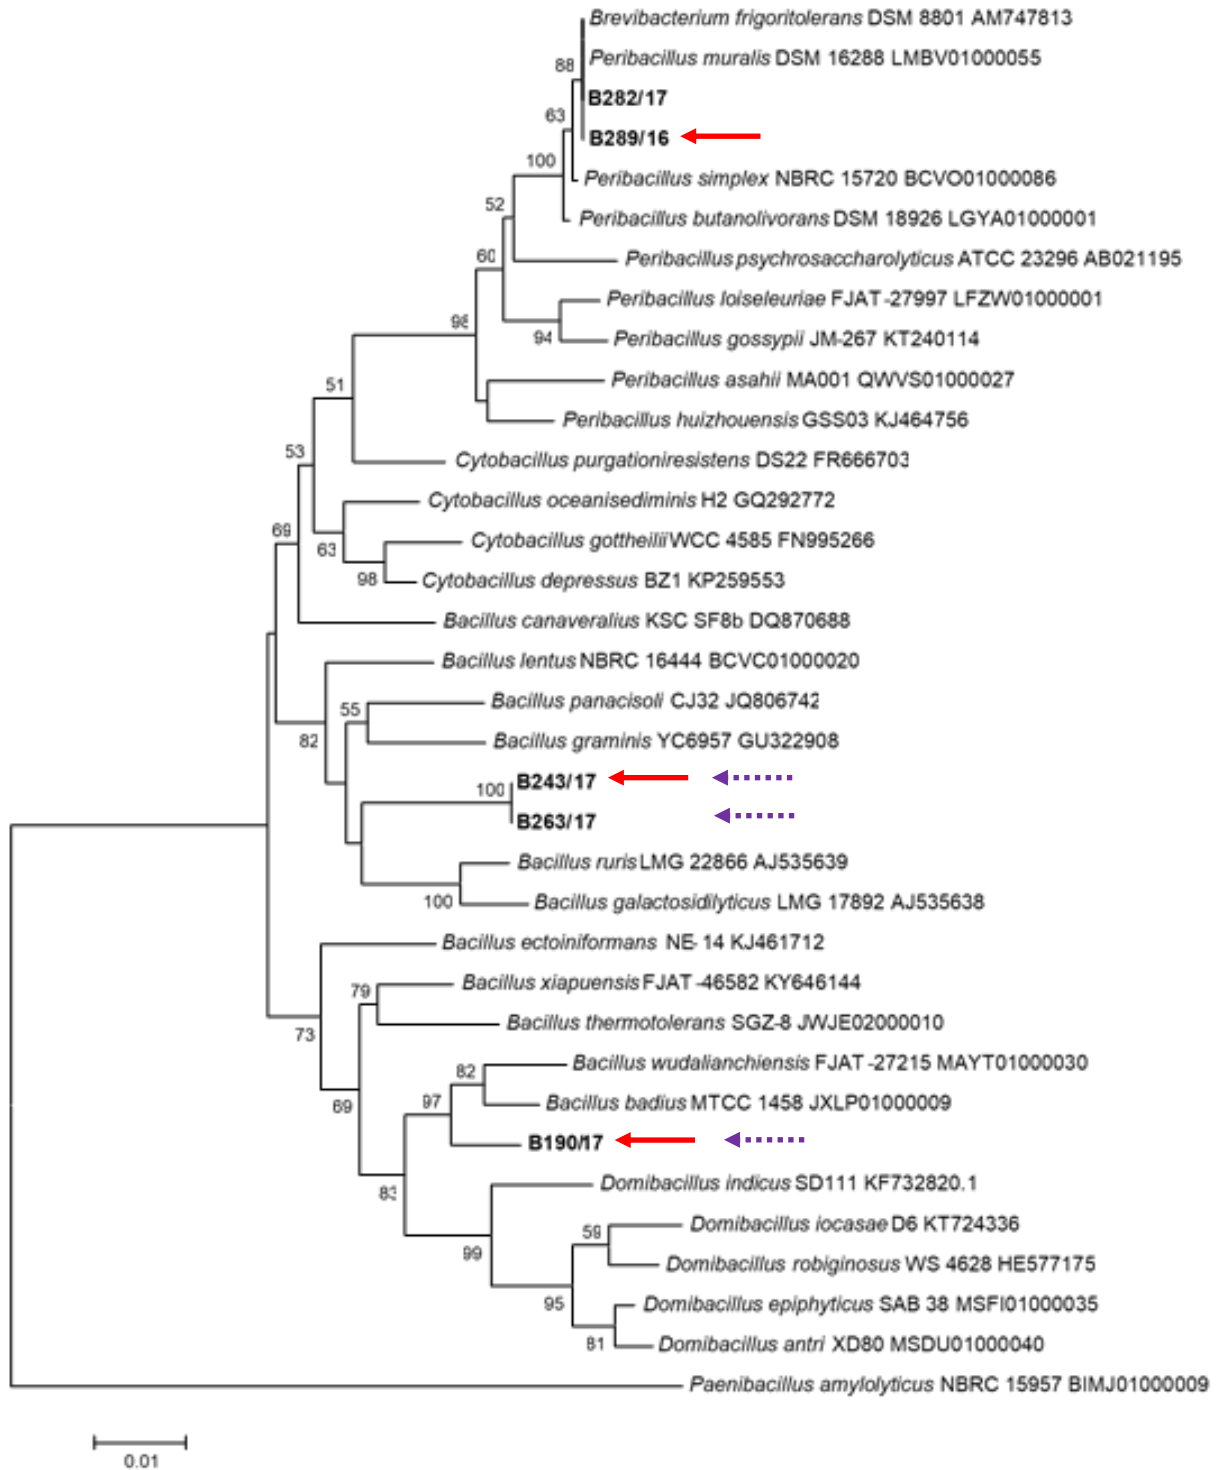 Brevibacterium frigoritolerans DSM 8801 AM747813
Peribacillus muralis DSM 16288 LMBV01000055
88
B282/17
63
B289/16
100
Peribacillus simplex NBRC 15720 BCVO01000086
52
Peribacillus butanolivorans DSM 18926 LGYA01000001
60
Peribacillus psychrosaccharolyticus ATCC 23296 AB021195
Peribacillus loiseleuriae FJAT-27997 LFZW01000001
98
94
Peribacillus gossypii JM-267 KT240114
Peribacillus asahii MA001 QWVS01000027
51
Peribacillus huizhouensis GSS03 KJ464756
53
Cytobacillus purgationiresistens DS22 FR666703
Cytobacillus oceanisediminis H2 GQ292772
69
63
Cytobacillus gottheilii WCC 4585 FN995266
98
Cytobacillus depressus BZ1 KP259553
Bacillus canaveralius KSC SF8b DQ870688
Bacillus lentus NBRC 16444 BCVC01000020
55
Bacillus panacisoli CJ32 JQ806742
82
Bacillus graminis YC6957 GU322908
100
B243/17
B263/17
Bacillus ruris LMG 22866 AJ535639
100
Bacillus galactosidilyticus LMG 17892 AJ535638
Bacillus ectoiniformans NE-14 KJ461712
79
Bacillus xiapuensis FJAT-46582 KY646144
73
Bacillus thermotolerans SGZ-8 JWJE02000010
82
Bacillus wudalianchiensis FJAT-27215 MAYT01000030
69
97
Bacillus badius MTCC 1458 JXLP01000009
B190/17
83
Domibacillus indicus SD111 KF732820.1
59
Domibacillus iocasae D6 KT724336
99
Domibacillus robiginosus WS 4628 HE577175
95
Domibacillus epiphyticus SAB 38 MSFI01000035
81
Domibacillus antri XD80 MSDU01000040
Paenibacillus amylolyticus NBRC 15957 BIMJ01000009
0.01